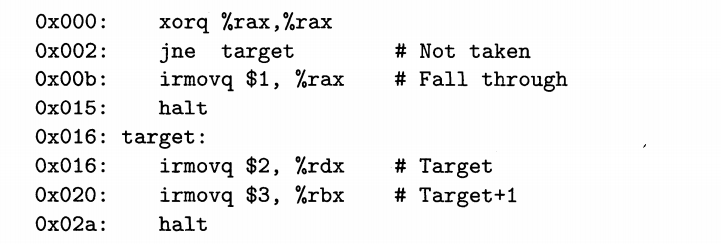 0x000:    xorq %rax,%rax
0x002:    jne  target        # Not taken
0x00b:    irmovq $1, %rax    # Fall through
0x015:    halt
0x016: target:
0x016:    irmovq $2, %rdx    # Target
0x020:    irmovq $3, %rbx    # Target+1
0x02a:    halt